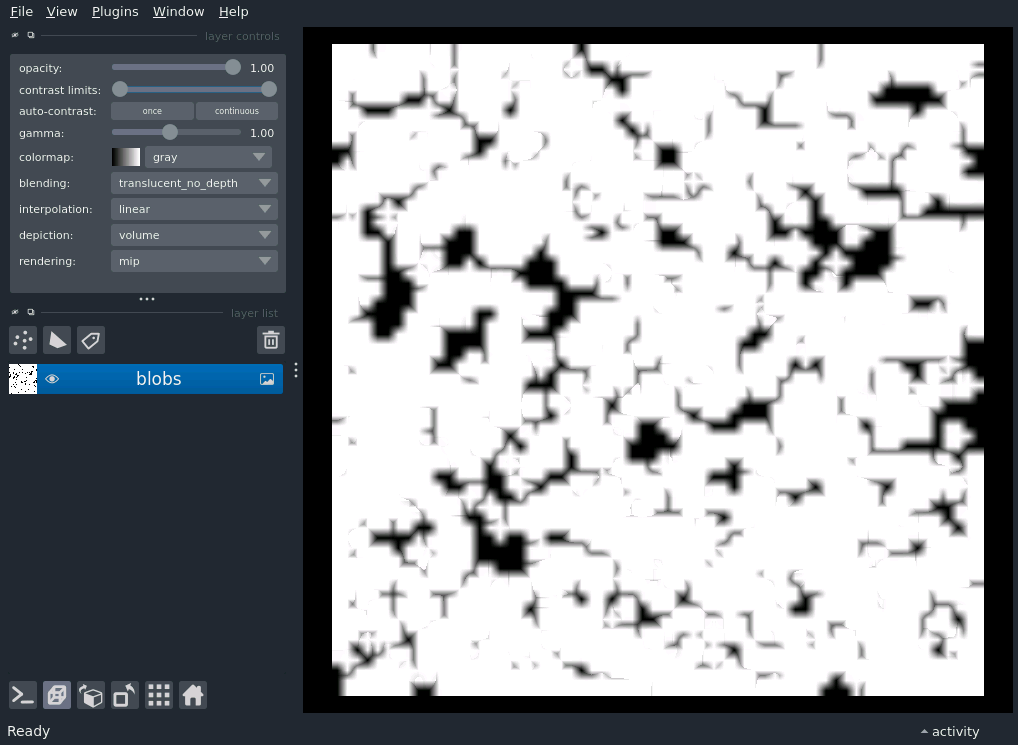 File View Plugins Window Help
layer controls
opacity: 1.00
contrast limits:
auto-contrast: once continuous
gamma: 1.00
colormap: gray
blending: translucent_no_depth
interpolation: linear
depiction: volume
rendering: mip
layer list
blobs
Ready activity